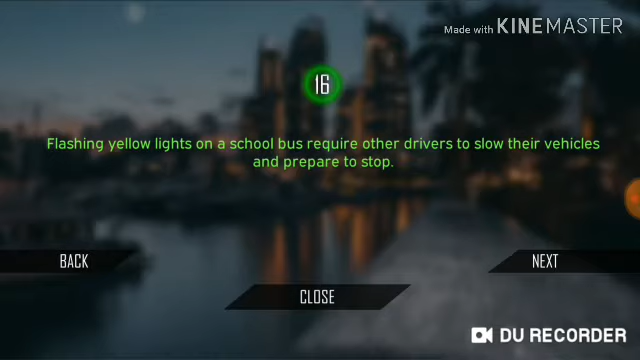 Made with KINEMASTER
16
Flashing yellow lights on a school bus require other drivers to slow their vehicles
and prepare to stop.
BACK
NEXT
CLOSE
DU RECORDER